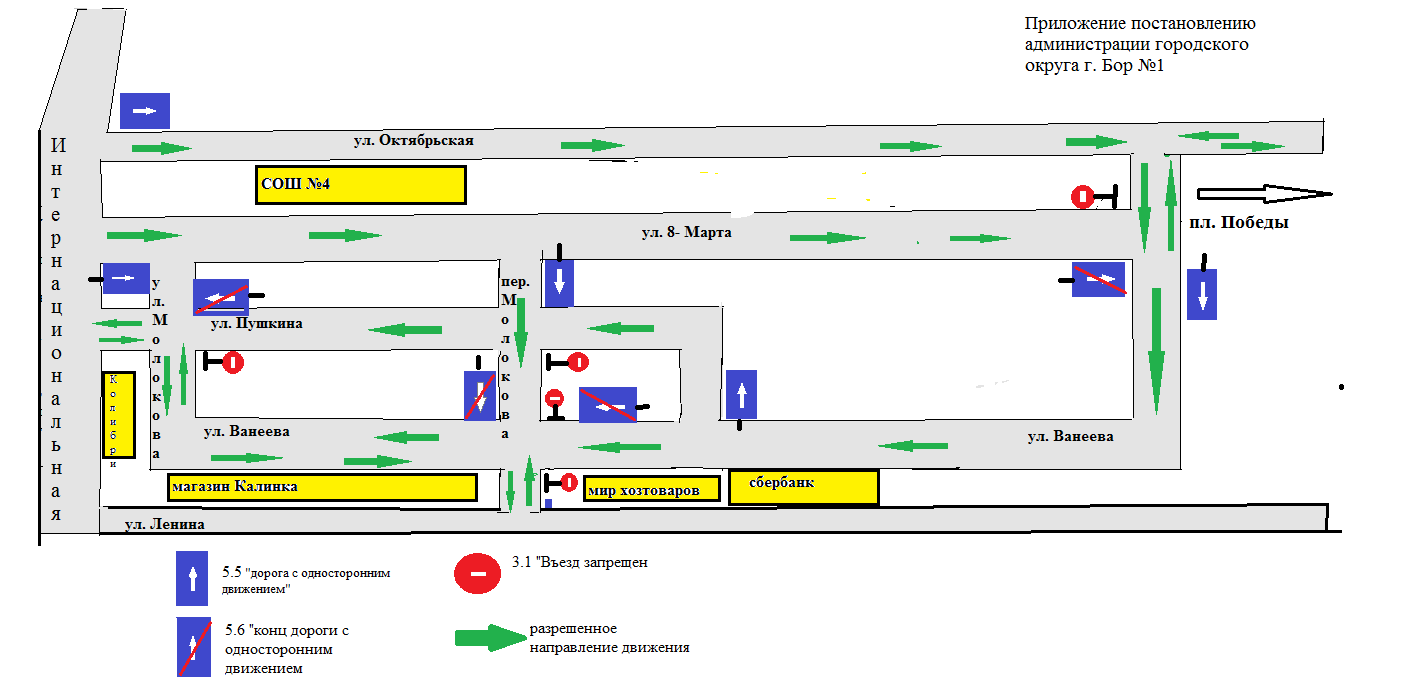 Приложение постановлению
администрации городского
округа г. Бор №1
Интернациональная
ул. Октябрьская
СОШ №4
ул. 8- Марта
пл. Победы
ул. Молокова
пер. Молокова
ул. Пушкина
Колибри
ул. Ванеева
ул. Ванеева
магазин Калинка
мир хозтоваров
сбербанк
ул. Ленина
5.5 "дорога с односторонним
движением"
3.1 "Въезд запрещен
5.6 "конц дороги с
односторонним
движением
разрешенное
направление движения